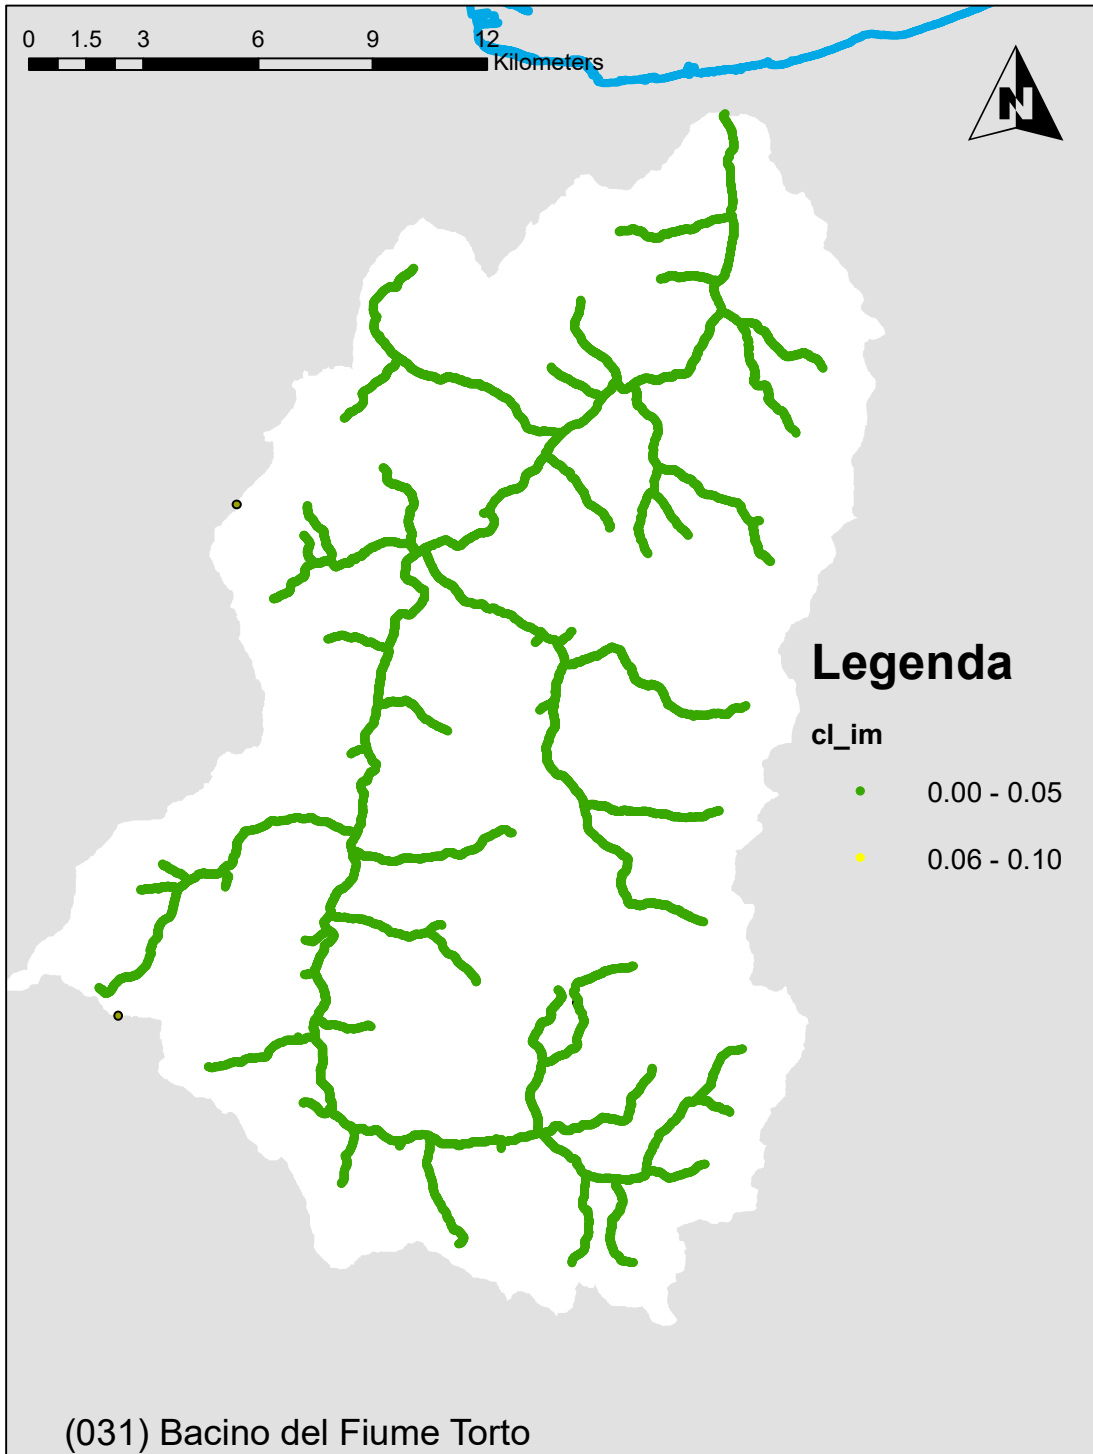 0 1.5 3 6 9 12
Kilometers
N
Legenda
cl_im
0.00 - 0.05
0.06 - 0.10
(031) Bacino del Fiume Torto